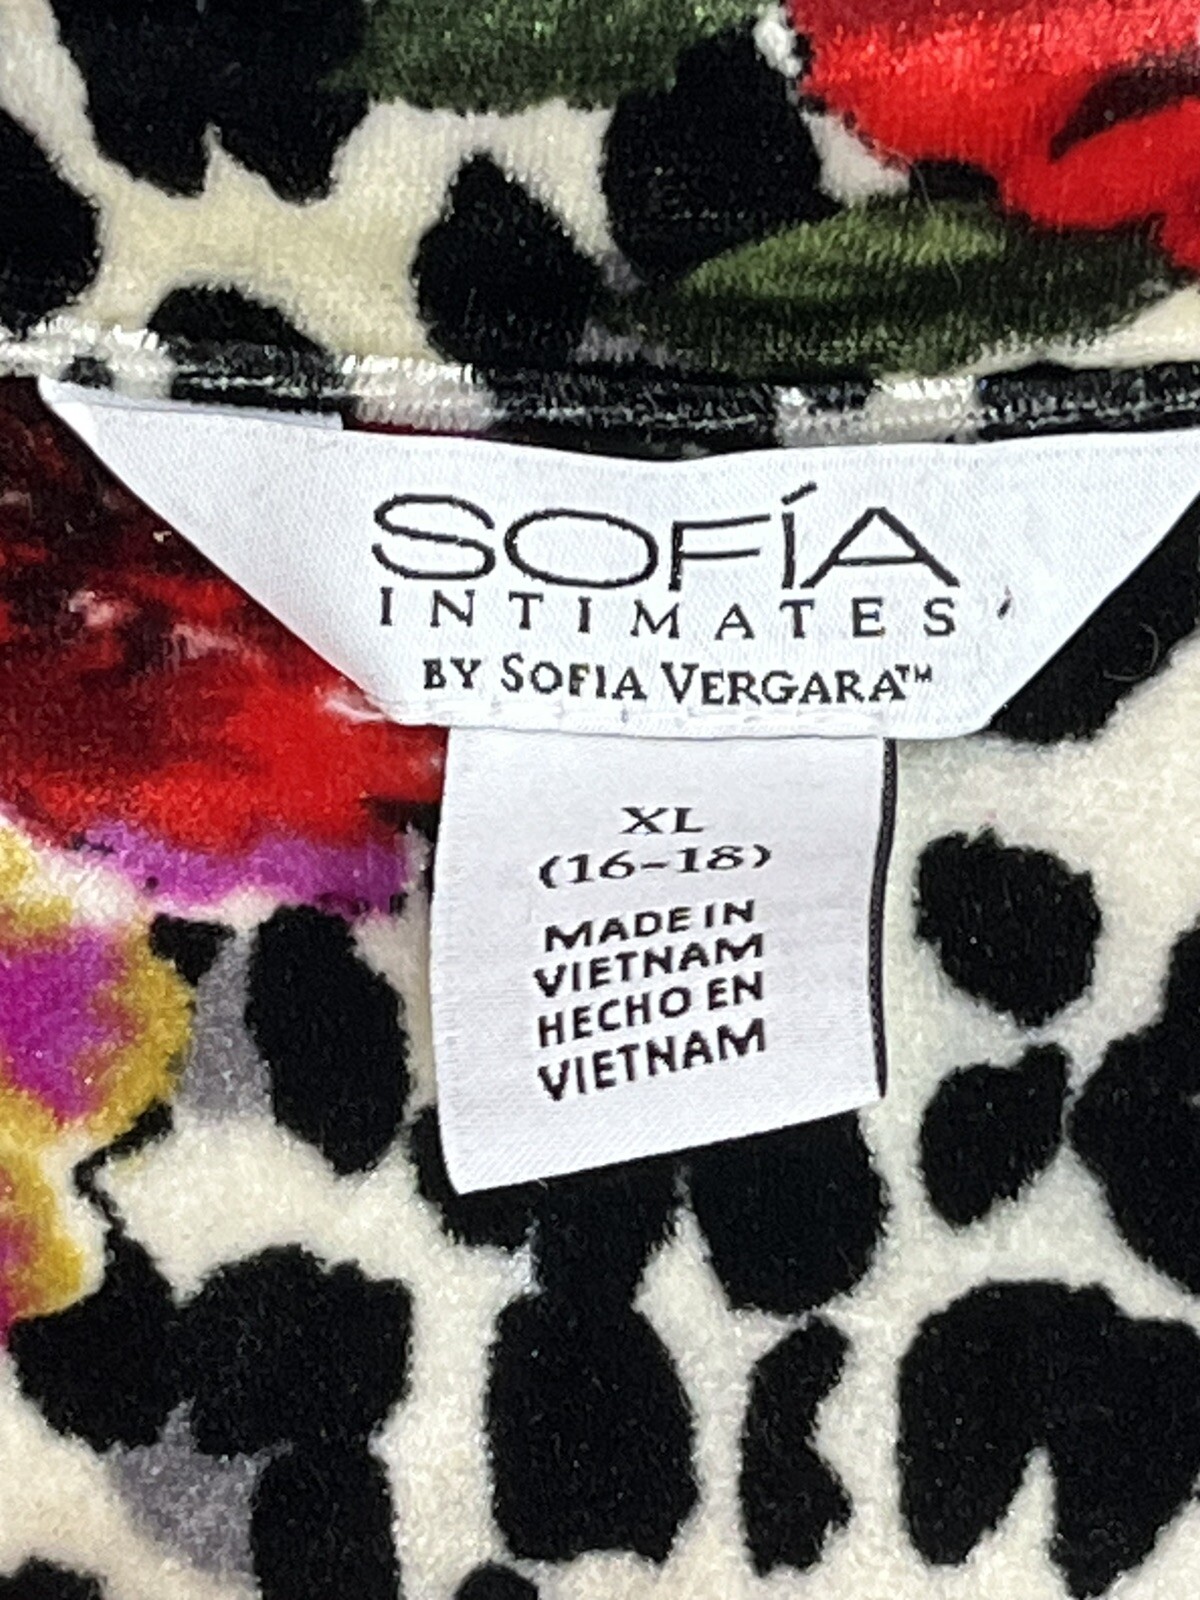 SOFÍA
INTIMATES
BY SOFIA VERGARA™
XL
(16-18)
MADE IN
VIETNAM
HECHO EN
VIETNAM